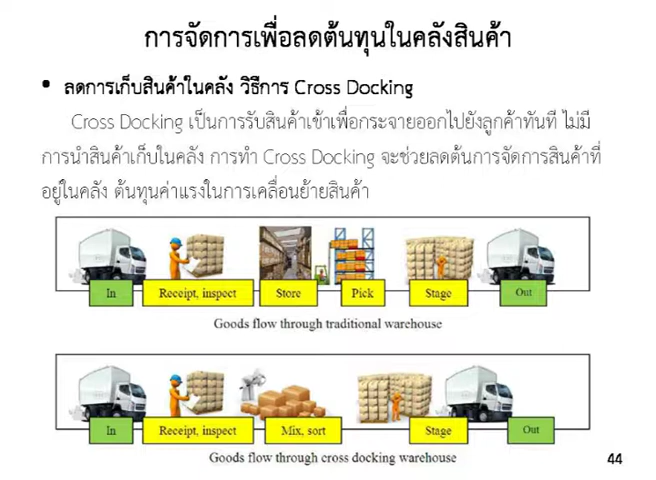 การจัดการเพื่อลดต้นทุนในคลังสินค้า
• ลดการเก็บสินค้าในคลัง วิธีการ Cross Docking
Cross Docking เป็นการรับสินค้าเข้าเพื่อกระจายออกไปยังลูกค้าทันที ไม่มี
การนำสินค้าเก็บในคลัง การทำ Cross Docking จะช่วยลดต้นการจัดการสินค้าที่
อยู่ในคลัง ต้นทุนค่าแรงในการเคลื่อนย้ายสินค้า
In Receipt, inspect Store Pick Stage Out
Goods flow through traditional warehouse
In Receipt, inspect Mix, sort Stage Out
Goods flow through cross docking warehouse
44